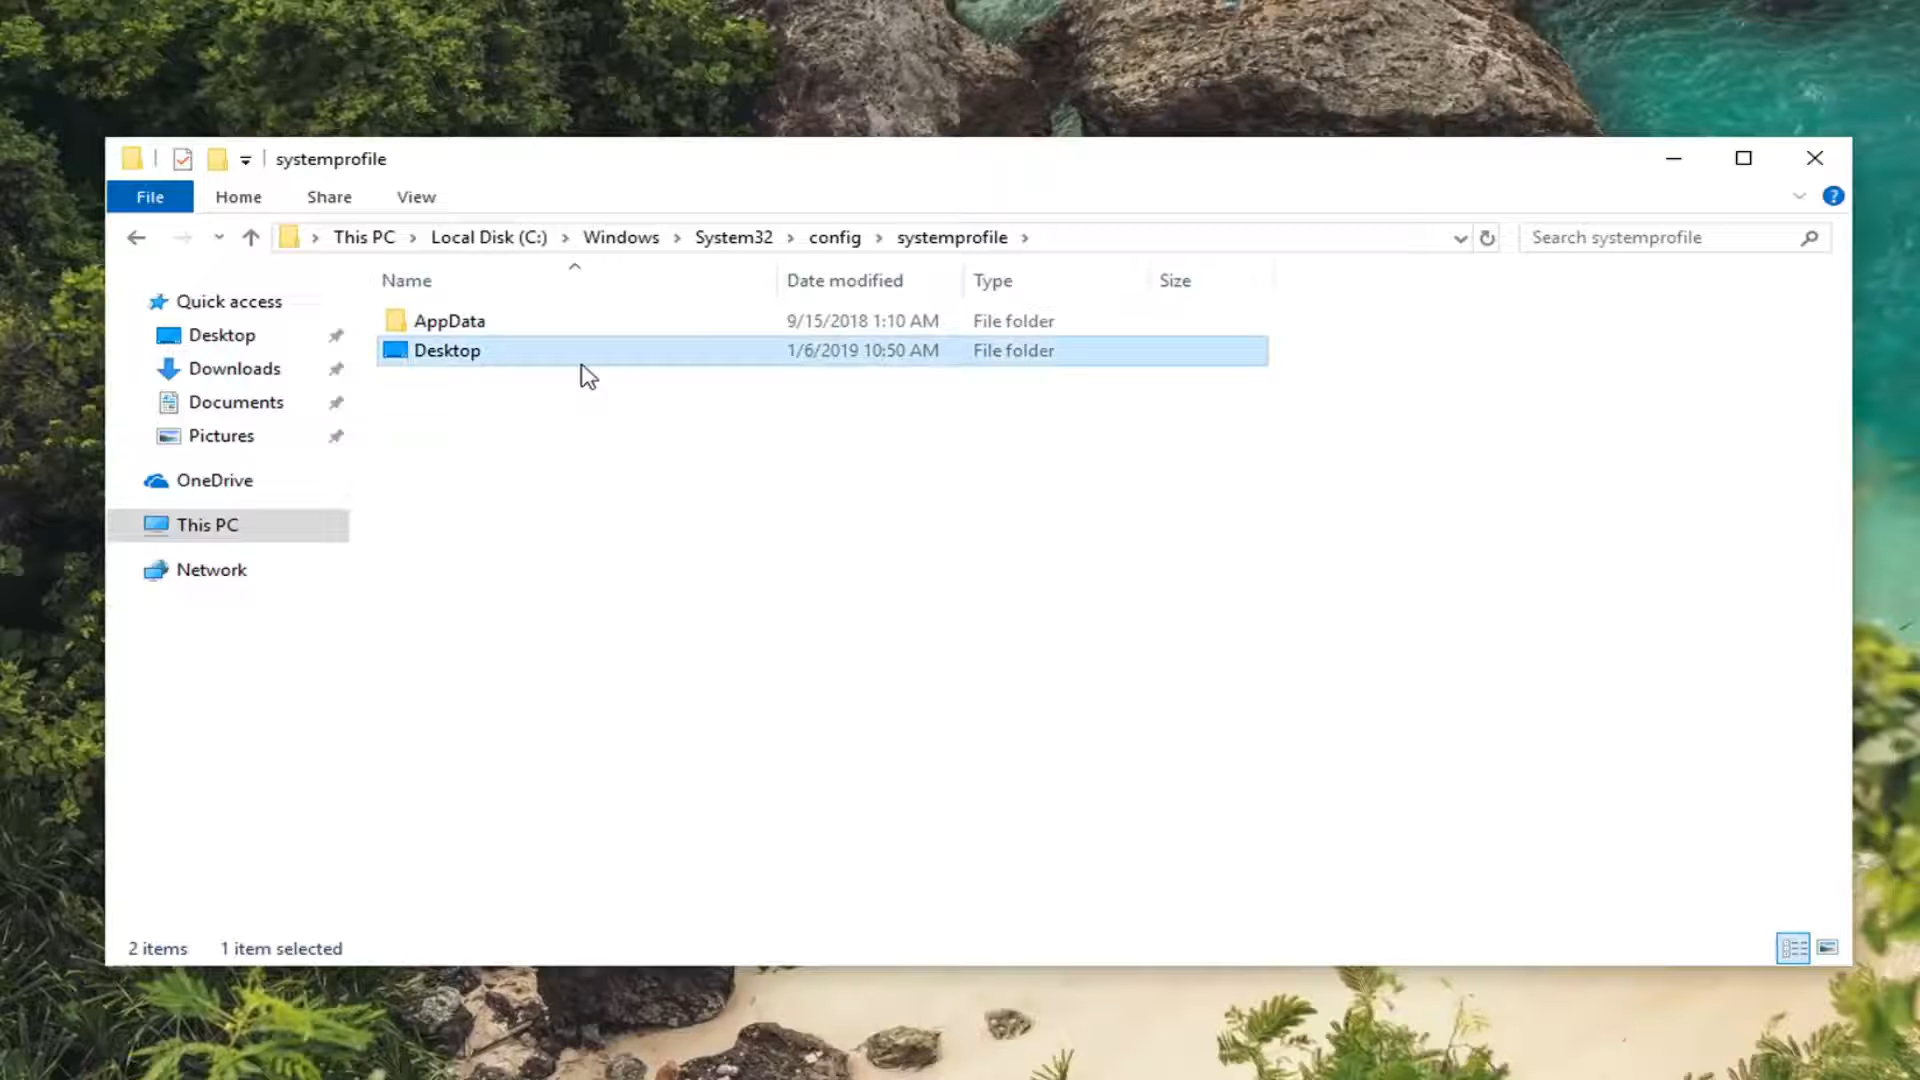 systemprofile
File Home Share View
This PC Local Disk (C:) Windows System32 config systemprofile Search systemprofile
Name Date modified Type Size
Quick access
Desktop
Downloads
Documents
Pictures
OneDrive
This PC
Network
AppData 9/15/2018 1:10 AM File folder
Desktop 1/6/2019 10:50 AM File folder
2 items 1 item selected